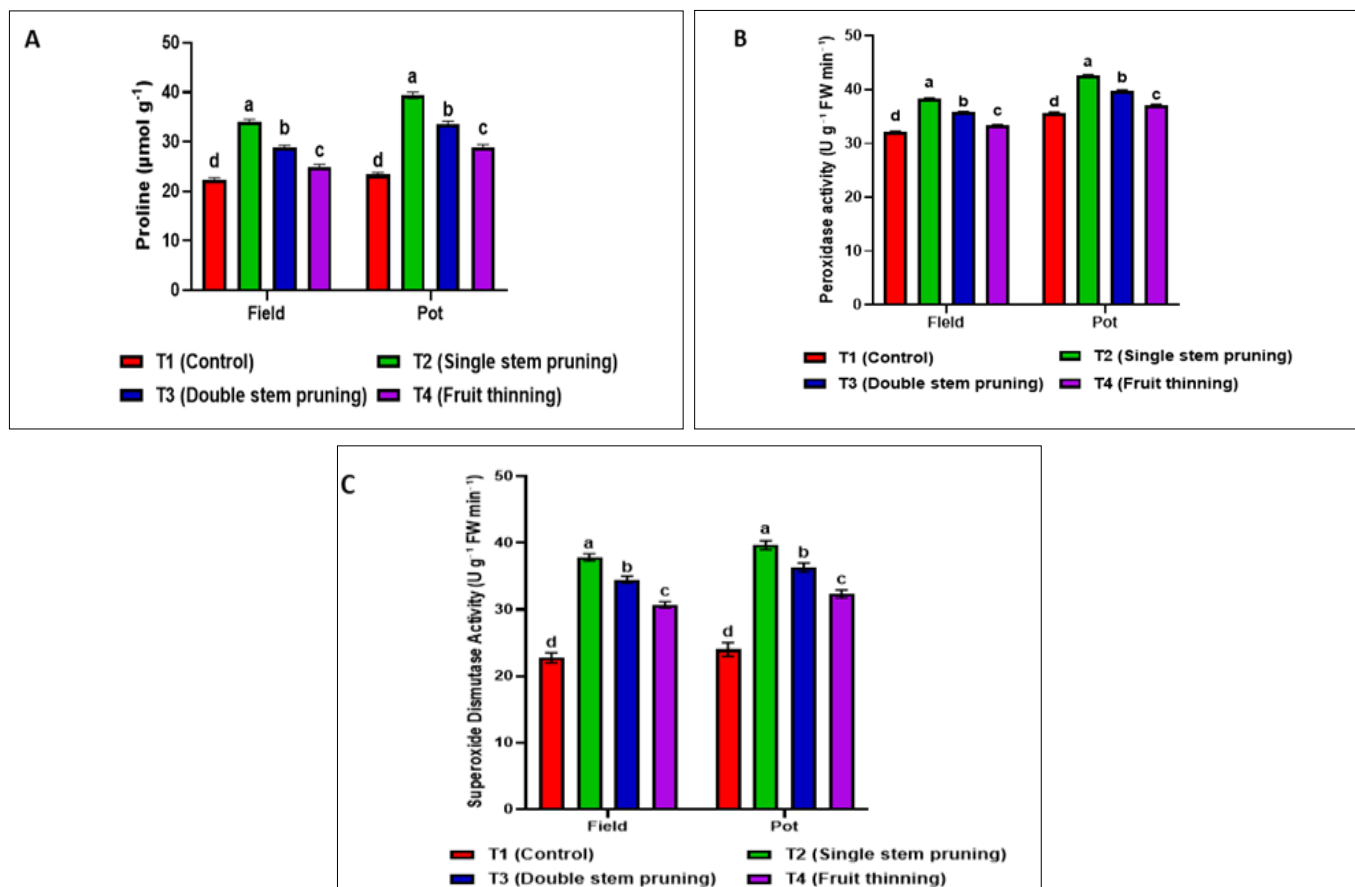 A
Proline (µmol g⁻¹)
50
40
30
20
10
0
d
a
b
c
d
a
b
c
Field
Pot
T1 (Control)
T2 (Single stem pruning)
T3 (Double stem pruning)
T4 (Fruit thinning)
B
Peroxidase activity (U g⁻¹ FW min⁻¹)
50
40
30
20
10
0
d
a
b
c
d
a
b
c
Field
Pot
T1 (Control)
T2 (Single stem pruning)
T3 (Double stem pruning)
T4 (Fruit thinning)
C
Superoxide Dismutase Activity (U g⁻¹ FW min⁻¹)
50
40
30
20
10
0
d
a
b
c
d
a
b
c
Field
Pot
T1 (Control)
T2 (Single stem pruning)
T3 (Double stem pruning)
T4 (Fruit thinning)